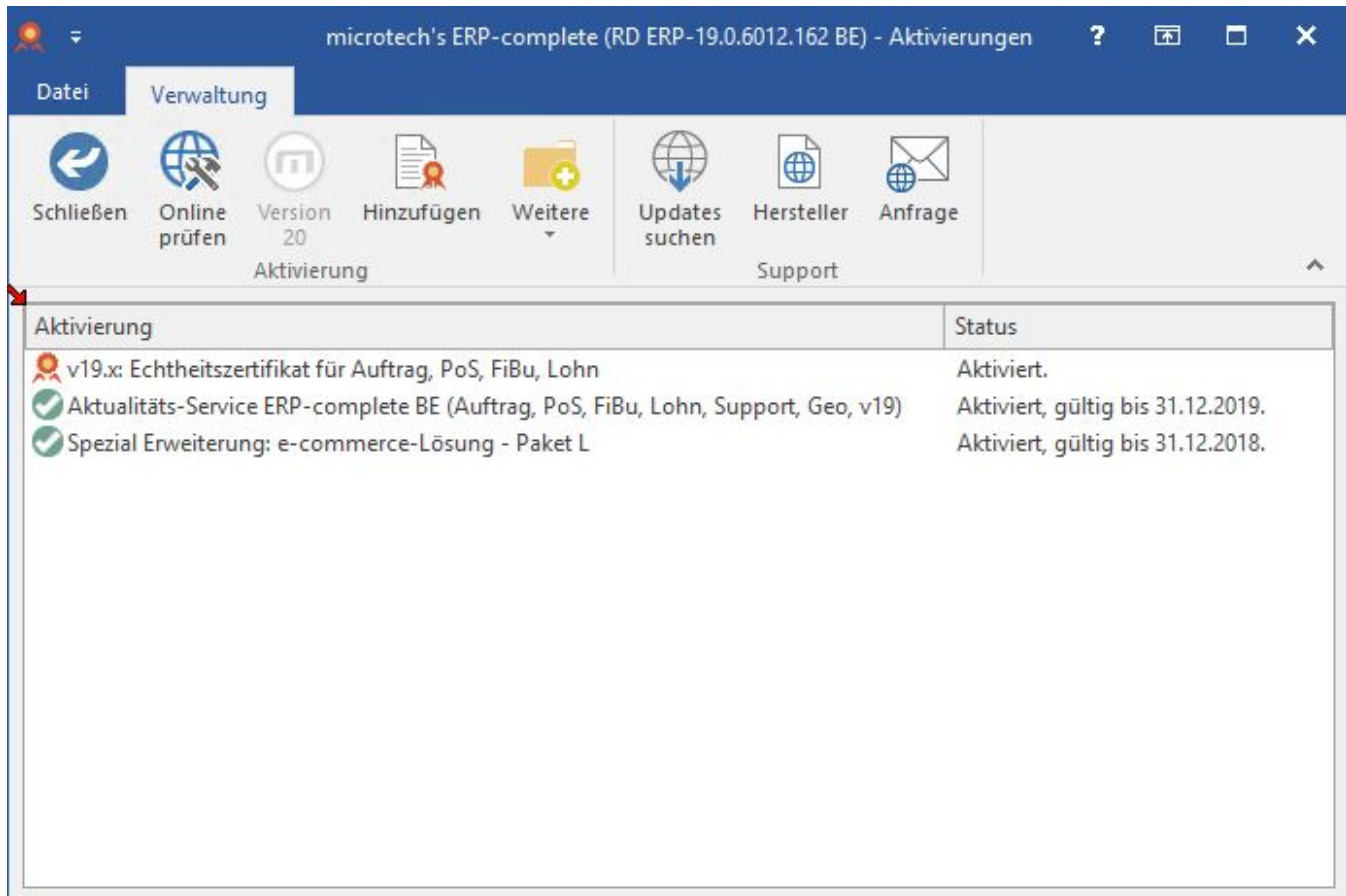 microtech's ERP-complete (RD ERP-19.0.6012.162 BE) - Aktivierungen ?
Datei Verwaltung
Schließen Online prüfen Version 20 Hinzufügen Weitere Updates suchen Hersteller Anfrage
Aktivierung Support
Aktivierung Status
v19.x: Echtheitszertifikat für Auftrag, PoS, FiBu, Lohn Aktiviert.
Aktualitäts-Service ERP-complete BE (Auftrag, PoS, FiBu, Lohn, Support, Geo, v19) Aktiviert, gültig bis 31.12.2019.
Spezial Erweiterung: e-commerce-Lösung - Paket L Aktiviert, gültig bis 31.12.2018.